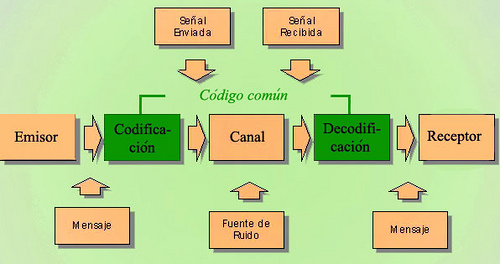 Señal
Enviada
Señal
Recibida
Código común
Emisor
Codifica-
ción
Canal
Decodifi-
cación
Receptor
Mensaje
Fuente de
Ruido
Mensaje